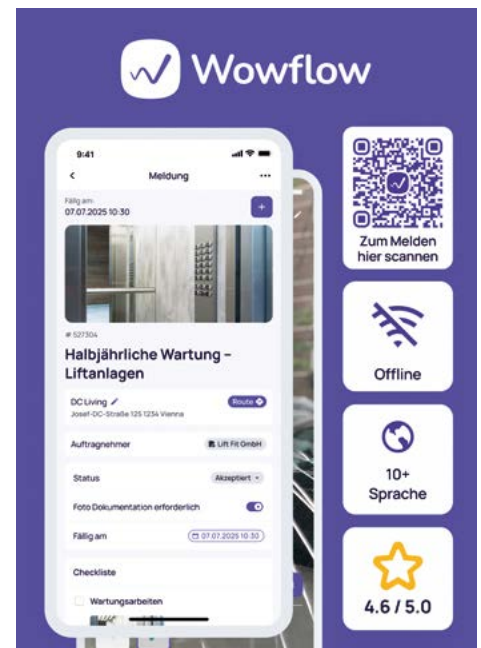 Wowflow
9:41
Meldung
Fällig am:
07.07.2025 10:30
# 527304
Halbjährliche Wartung –
Liftanlagen
DC Living
Route
Josef-DC-Straße 125 1234 Vienna
Auftragnehmer
Lift Fit GmbH
Status
Akzeptiert
Foto Dokumentation erforderlich
Fällig am
07.07.2025 10:30
Checkliste
Wartungsarbeiten
Zum Melden
hier scannen
Offline
10+
Sprache
4.6 / 5.0